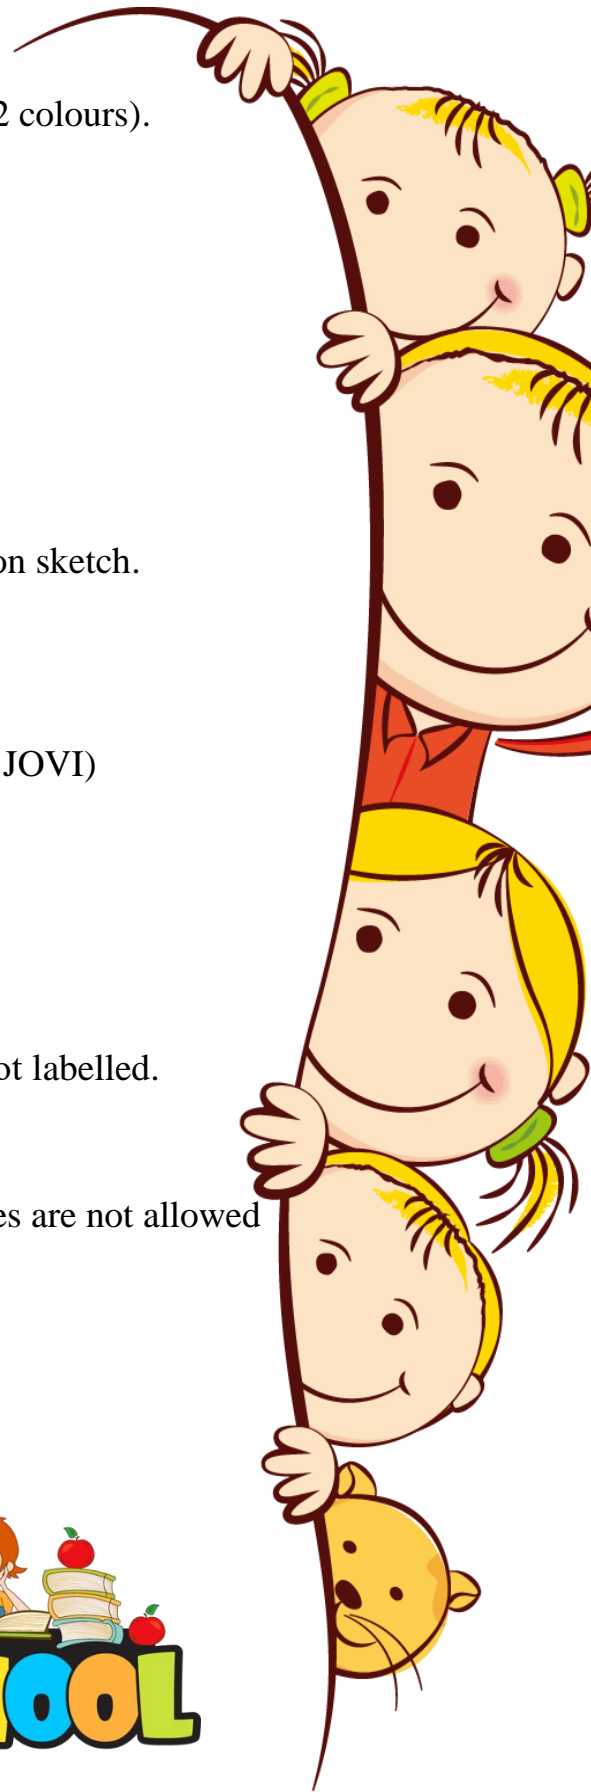 2 colours).
on sketch.
JOVI)
ot labelled.
es are not allowed
OOL